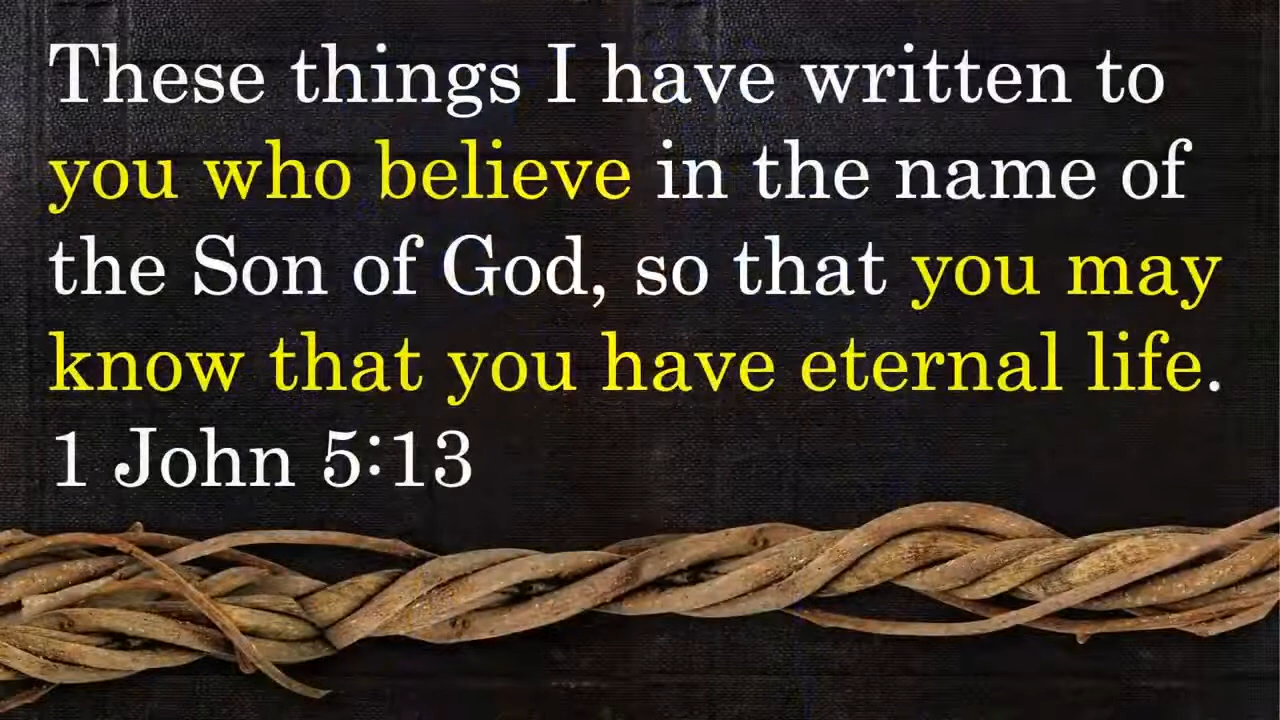 These things I have written to
you who believe in the name of
the Son of God, so that you may
know that you have eternal life.
1 John 5:13